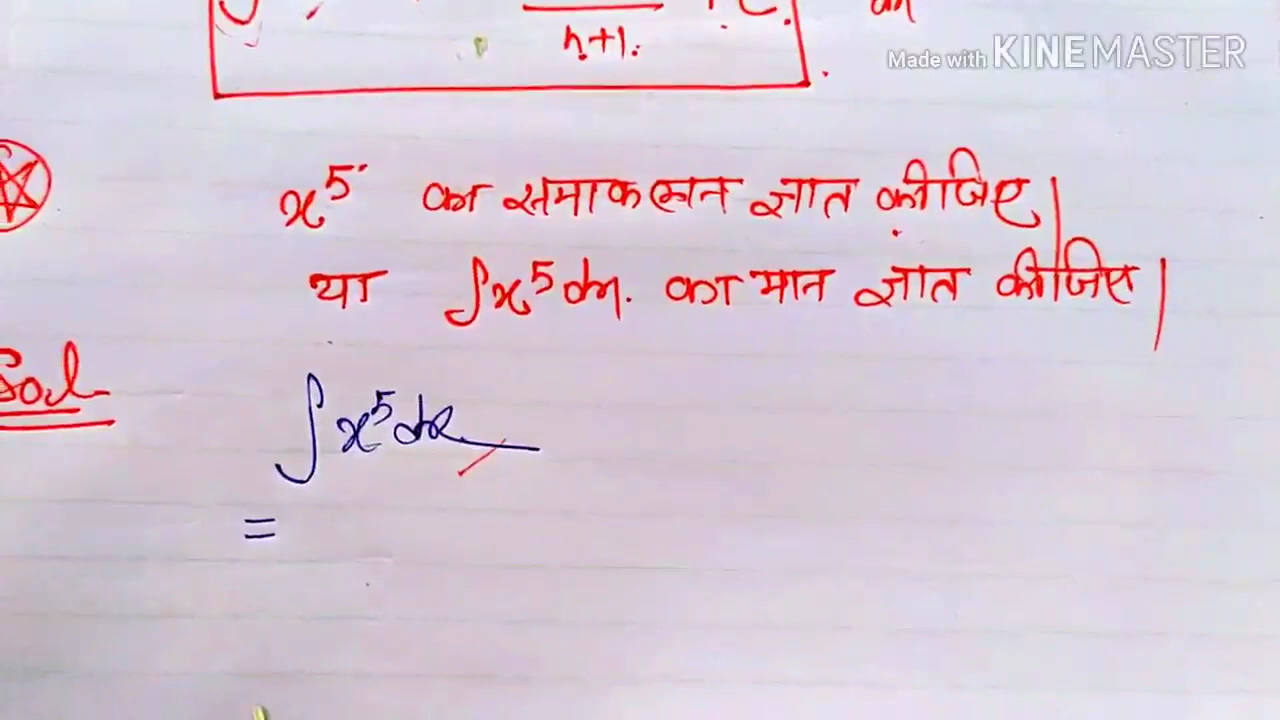 n+1.
Made with KINEMASTER
x⁵ का समाकलन ज्ञात कीजिए|
या ∫x⁵dx. का मान ज्ञात कीजिए|
Sol
∫x⁵dx
=